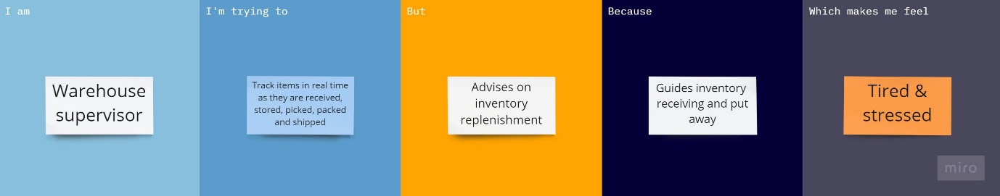 I am
Warehouse
supervisor
I'm trying to
Track items in real time
as they are received,
stored, picked, packed
and shipped
But
Advises on
inventory
replenishment
Because
Guides inventory
receiving and put
away
Which makes me feel
Tired &
stressed
miro